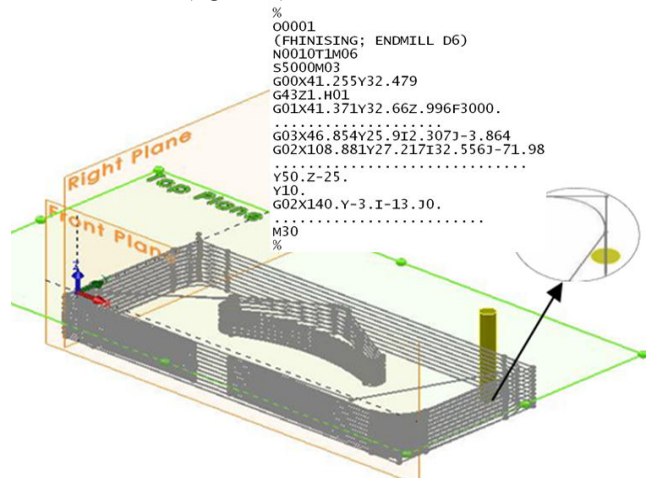 %
O0001
(FHINISING; ENDMILL D6)
N0010T1M06
S5000M03
G00X41.255Y32.479
G43Z1.H01
G01X41.371Y32.66Z.996F3000.
.....................
G03X46.854Y25.9I2.307J-3.864
G02X108.881Y27.217I32.556J-71.98
............................
Y50.Z-25.
Y10.
G02X140.Y-3.I-13.J0.
........................
M30
%
Right Plane
Top Plane
Front Plane